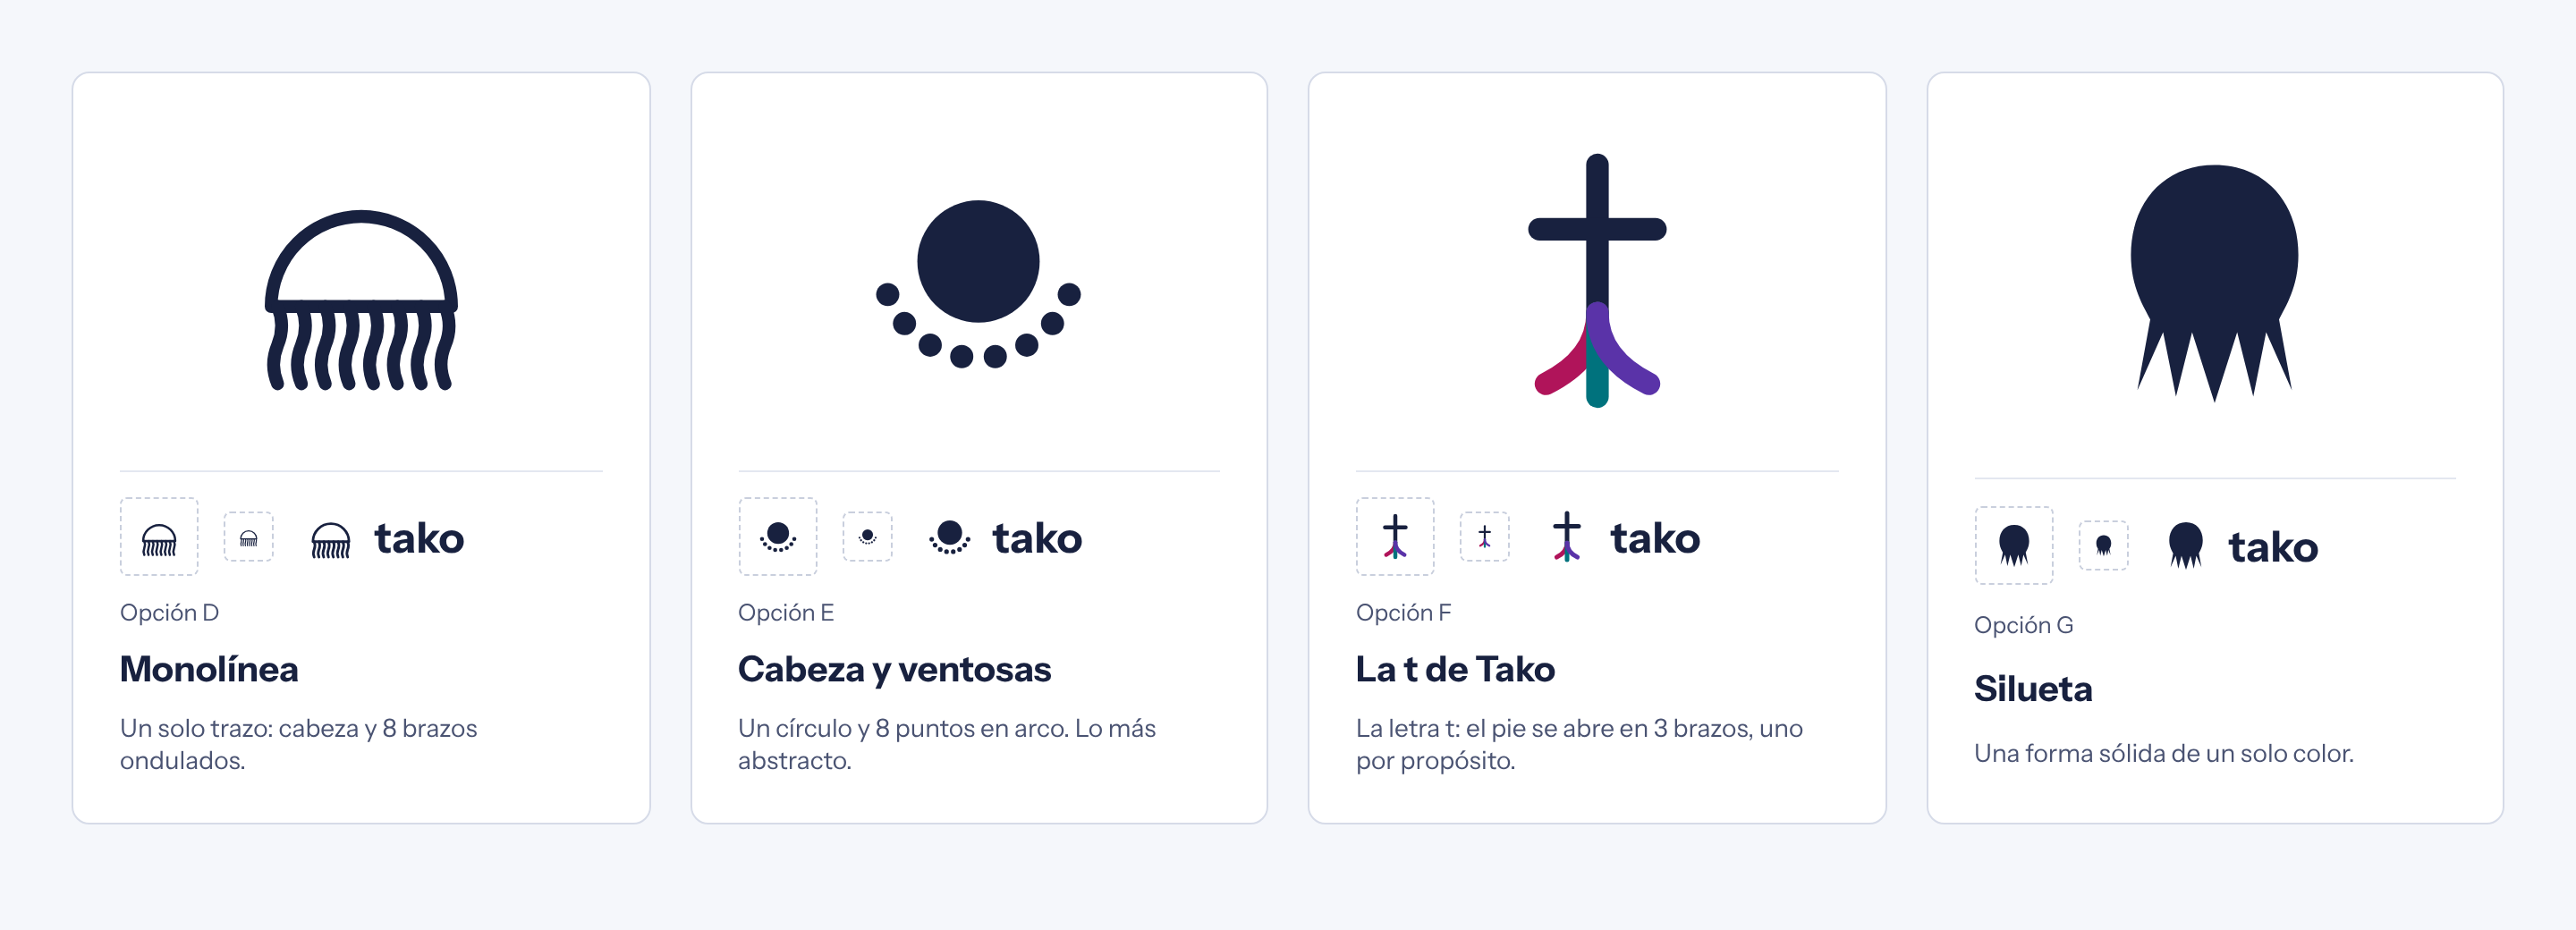 tako
Opción D
Monolínea
Un solo trazo: cabeza y 8 brazos
ondulados.
tako
Opción E
Cabeza y ventosas
Un círculo y 8 puntos en arco. Lo más
abstracto.
tako
Opción F
La t de Tako
La letra t: el pie se abre en 3 brazos, uno
por propósito.
tako
Opción G
Silueta
Una forma sólida de un solo color.